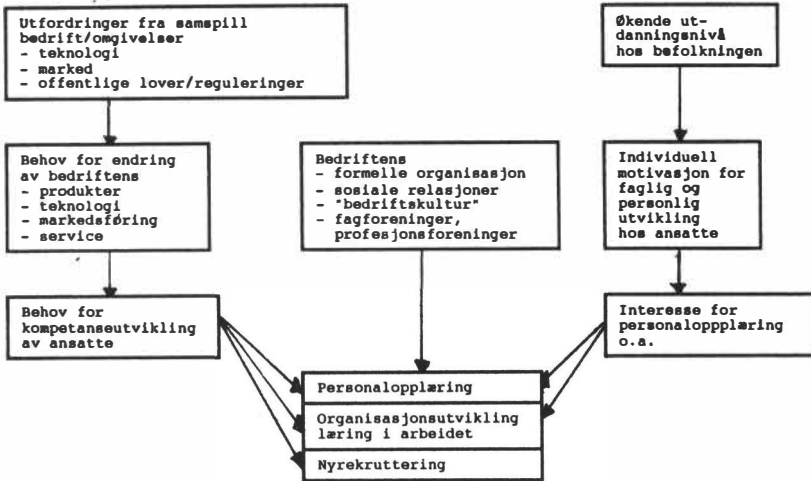 Utfordringer fra samspill
bedrift/omgivelser
- teknologi
- marked
- offentlige lover/reguleringer
Økende ut-
danningsnivå
hos befolkningen
Behov for endring
av bedriftens
- produkter
- teknologi
- markedsføring
- service
Bedriftens
- formelle organisasjon
- sosiale relasjoner
- "bedriftskultur"
- fagforeninger,
profesjonsforeninger
Individuell
motivasjon for
faglig og
personlig
utvikling
hos ansatte
Behov for
kompetanseutvikling
av ansatte
Interesse for
personaloppplæring
o.a.
Personalopplæring
Organisasjonsutvikling
læring i arbeidet
Nyrekruttering